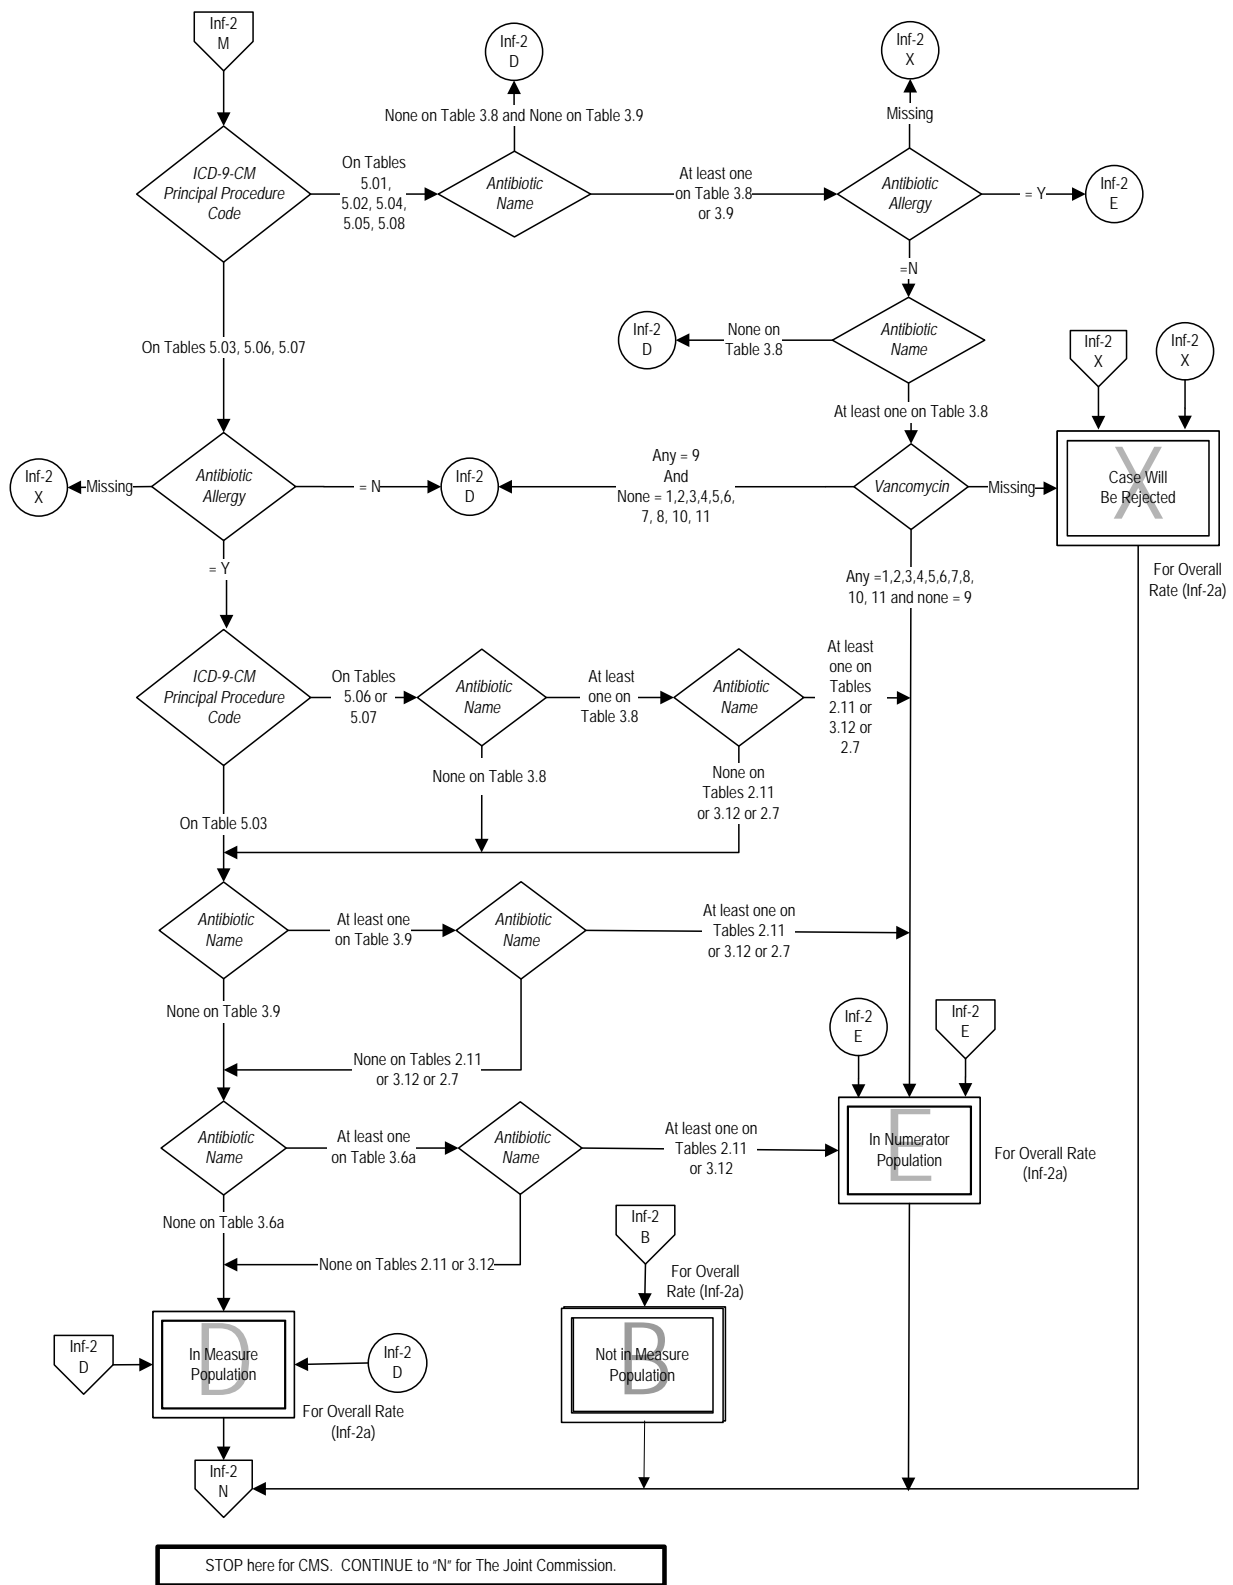 Inf-2
M
Inf-2
D
Inf-2
X
None on Table 3.8 and None on Table 3.9
Missing
ICD-9-CM
Principal Procedure
Code
On Tables
5.01,
5.02, 5.04,
5.05, 5.08
Antibiotic
Name
At least one
on Table 3.8
or 3.9
Antibiotic
Allergy
= Y
Inf-2
E
=N
On Tables 5.03, 5.06, 5.07
Inf-2
D
None on
Table 3.8
Antibiotic
Name
Inf-2
X
Inf-2
X
At least one on Table 3.8
Inf-2
X
Missing
Antibiotic
Allergy
= N
Inf-2
D
Any = 9
And
None = 1,2,3,4,5,6,
7, 8, 10, 11
Vancomycin
Missing
X
Case Will
Be Rejected
For Overall
Rate (Inf-2a)
= Y
Any =1,2,3,4,5,6,7,8,
10, 11 and none = 9
ICD-9-CM
Principal Procedure
Code
On Tables
5.06 or
5.07
Antibiotic
Name
At least
one on
Table 3.8
Antibiotic
Name
At least
one on
Tables
2.11 or
3.12 or
2.7
None on Table 3.8
None on
Tables 2.11
or 3.12 or 2.7
On Table 5.03
Antibiotic
Name
At least one
on Table 3.9
Antibiotic
Name
At least one on
Tables 2.11
or 3.12 or 2.7
None on Table 3.9
None on Tables 2.11
or 3.12 or 2.7
Inf-2
E
Inf-2
E
Antibiotic
Name
At least one
on Table 3.6a
Antibiotic
Name
At least one on
Tables 2.11
or 3.12
E
In Numerator
Population
For Overall Rate
(Inf-2a)
None on Table 3.6a
None on Tables 2.11 or 3.12
Inf-2
B
For Overall
Rate (Inf-2a)
Inf-2
D
D
In Measure
Population
Inf-2
D
For Overall Rate
(Inf-2a)
B
Not in Measure
Population
Inf-2
N
STOP here for CMS. CONTINUE to "N" for The Joint Commission.